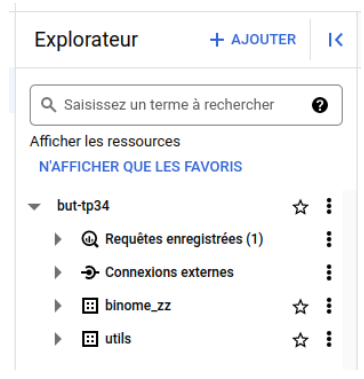 Explorateur + AJOUTER
Saisissez un terme à rechercher
Afficher les ressources
N'AFFICHER QUE LES FAVORIS
but-tp34
Requêtes enregistrées (1)
Connexions externes
binome_zz
utils